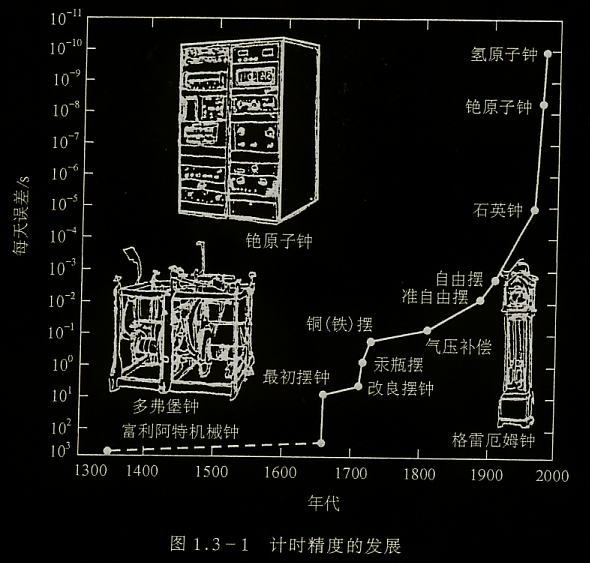 10⁻¹¹
10⁻¹⁰
10⁻⁹
10⁻⁸
10⁻⁷
10⁻⁶
10⁻⁵
10⁻⁴
10⁻³
10⁻²
10⁻¹
10⁰
10¹
10²
10³
每天误差/s
氢原子钟
铯原子钟
石英钟
铯原子钟
自由摆
准自由摆
铜(铁)摆
气压补偿
汞瓶摆
最初摆钟
改良摆钟
多弗堡钟
富利阿特机械钟
格雷厄姆钟
1300 1400 1500 1600 1700 1800 1900 2000
年代
图 1.3-1 计时精度的发展